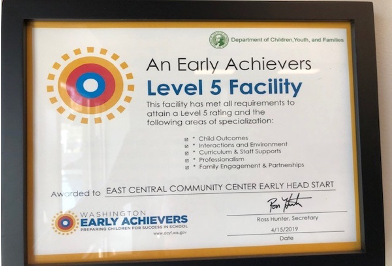 Department of Children, Youth, and Families
An Early Achievers
Level 5 Facility
This facility has met all requirements to
attain a Level 5 rating and the
following areas of specialization:
* Child Outcomes
* Interactions and Environment
* Curriculum & Staff Supports
* Professionalism
* Family Engagement & Partnerships
Awarded to EAST CENTRAL COMMUNITY CENTER EARLY HEAD START
WASHINGTON
EARLY ACHIEVERS
PREPARING CHILDREN FOR SUCCESS IN SCHOOL
Ross Hunter, Secretary
4/15/2019
Date